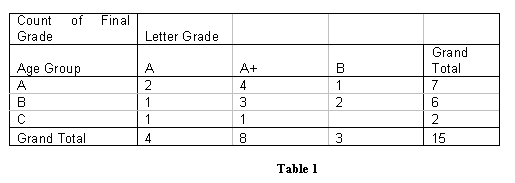 Count of Final
Grade Letter Grade
Grand
Age Group A A+ B Total
A 2 4 1 7
B 1 3 2 6
C 1 1 2
Grand Total 4 8 3 15
Table 1